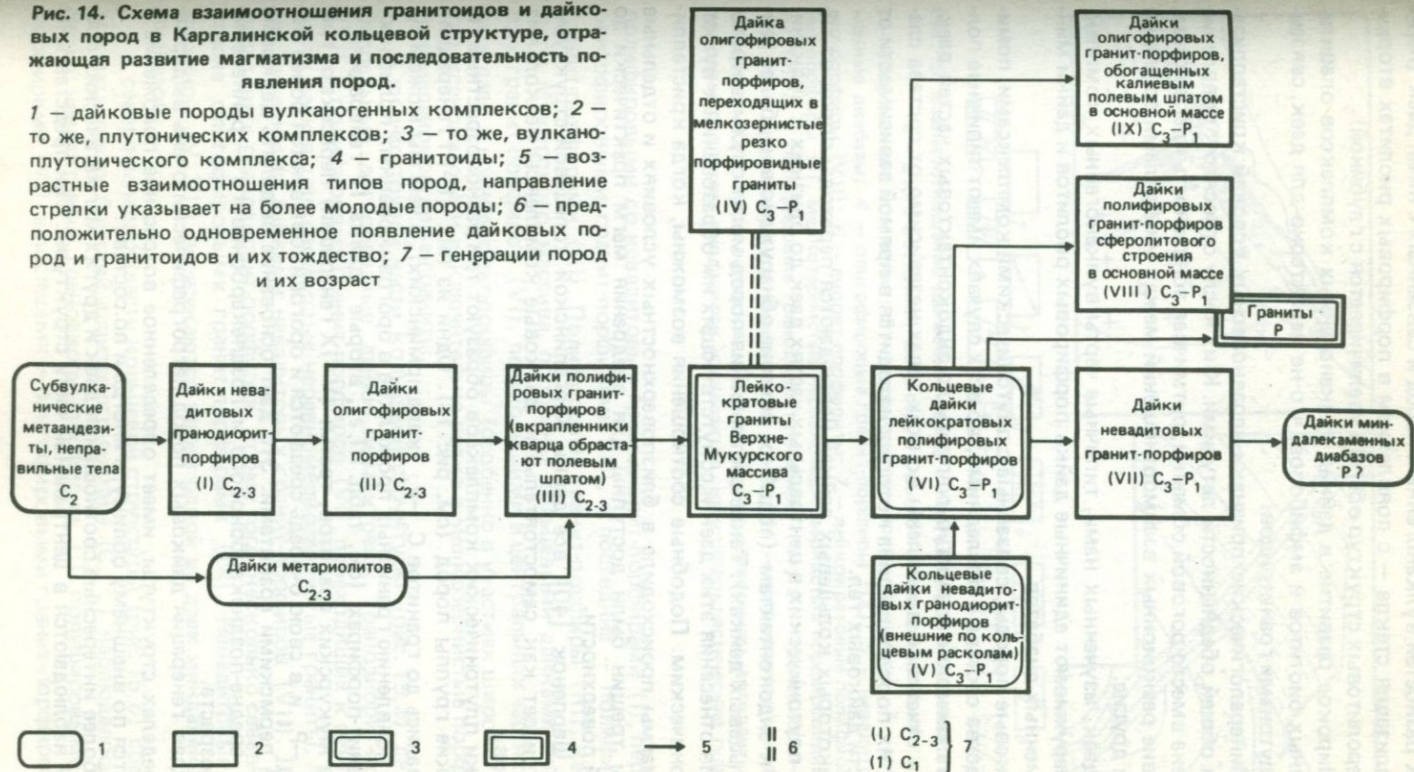 Рис. 14. Схема взаимоотношения гранитоидов и дайко-
вых пород в Каргалинской кольцевой структуре, отра-
жающая развитие магматизма и последовательность по-
явления пород.
1 — дайковые породы вулканогенных комплексов; 2 —
то же, плутонических комплексов; 3 — то же, вулкано-
плутонического комплекса; 4 — гранитоиды; 5 — воз-
растные взаимоотношения типов пород, направление
стрелки указывает на более молодые породы; 6 — пред-
положительно одновременное появление дайковых по-
род и гранитоидов и их тождество; 7 — генерации пород
и их возраст
Дайка
олигофировых
гранит-
порфиров,
переходящих в
мелкозернистые
резко
порфировидные
граниты
(IV) C₃–P₁
Дайки
олигофировых
гранит-порфиров,
обогащенных
калиевым
полевым шпатом
в основной массе
(IX) C₃–P₁
Дайки
полифировых
гранит-порфиров
сферолитового
строения
в основной массе
(VIII) C₃–P₁
Граниты
P
Субвулка-
нические
метаандези-
ты, непра-
вильные тела
C₂
Дайки нева-
дитовых
гранодиорит-
порфиров
(I) C₂₋₃
Дайки
олигофировых
гранит-
порфиров
(II) C₂₋₃
Дайки полифи-
ровых гранит-
порфиров
(вкрапленники
кварца обраста-
ют полевым
шпатом)
(III) C₂₋₃
Лейко-
кратовые
граниты
Верхне-
Мукурского
массива
C₃–P₁
Кольцевые
дайки
лейкократовых
полифировых
гранит-порфиров
(VI) C₃–P₁
Дайки
невадитовых
гранит-порфиров
(VII) C₃–P₁
Дайки мин-
далекаменных
диабазов
P ?
Дайки метариолитов
C₂₋₃
Кольцевые
дайки невадито-
вых гранодиорит-
порфиров
(внешние по коль-
цевым расколам)
(V) C₃–P₁
1
2
3
4
5
6
(I) C₂₋₃
(1) C₁
7